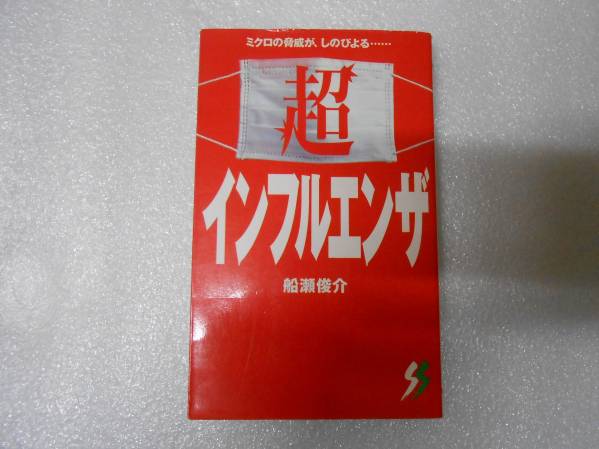 ミクロの脅威が、しのびよる……
超
インフルエンザ
船瀬俊介
SS